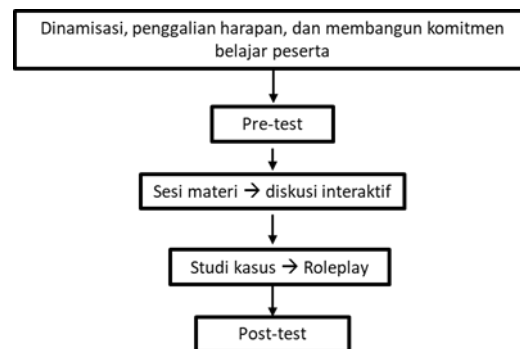 Dinamisasi, penggalian harapan, dan membangun komitmen
belajar peserta
Pre-test
Sesi materi → diskusi interaktif
Studi kasus → Roleplay
Post-test